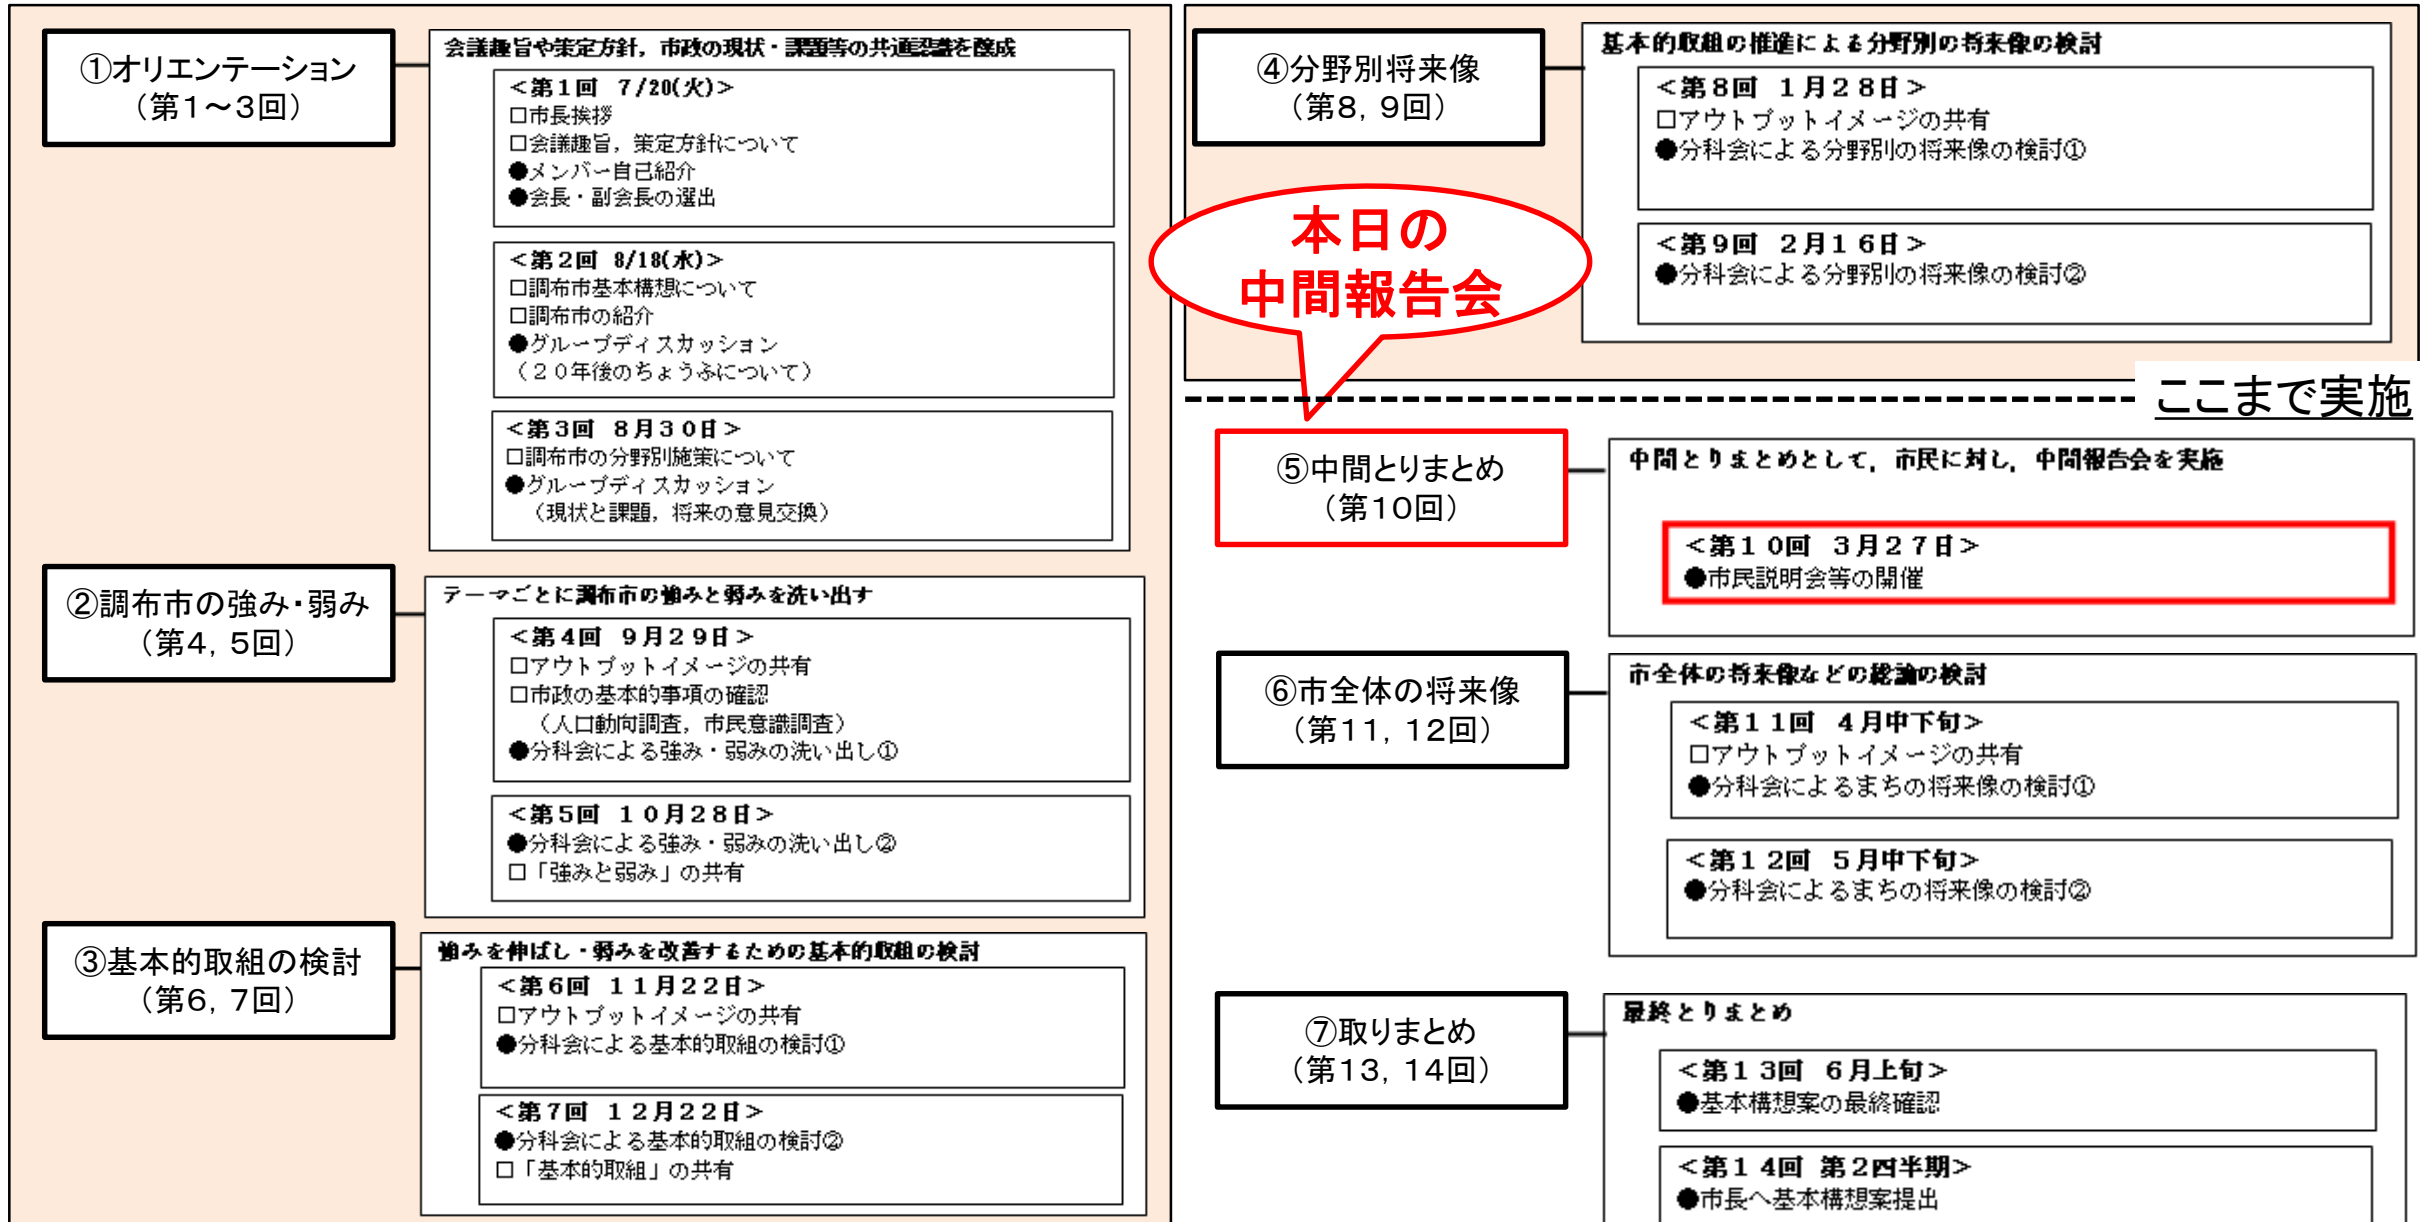 ①オリエンテーション
（第1～3回）
会議趣旨や策定方針，市政の現状・課題等の共通認識を醸成
＜第1回 7/20(火)＞
□市長挨拶
□会議趣旨，策定方針について
●メンバー自己紹介
●会長・副会長の選出
＜第2回 8/18(水)＞
□調布市基本構想について
□調布市の紹介
●グループディスカッション
（２０年後のちょうふについて）
＜第3回 ８月３０日＞
□調布市の分野別施策について
●グループディスカッション
（現状と課題，将来の意見交換）
②調布市の強み・弱み
（第4，5回）
テーマごとに調布市の強みと弱みを洗い出す
＜第4回 ９月２９日＞
□アウトプットイメージの共有
□市政の基本的事項の確認
（人口動向調査，市民意識調査）
●分科会による強み・弱みの洗い出し①
＜第5回 １０月２８日＞
●分科会による強み・弱みの洗い出し②
□「強みと弱み」の共有
③基本的取組の検討
（第6，7回）
強みを伸ばし・弱みを改善するための基本的取組の検討
＜第6回 １１月２２日＞
□アウトプットイメージの共有
●分科会による基本的取組の検討①
＜第7回 １２月２２日＞
●分科会による基本的取組の検討②
□「基本的取組」の共有
④分野別将来像
（第8，9回）
基本的取組の推進による分野別の将来像の検討
＜第8回 １月２８日＞
□アウトプットイメージの共有
●分科会による分野別の将来像の検討①
＜第9回 ２月１６日＞
●分科会による分野別の将来像の検討②
本日の
中間報告会
ここまで実施
⑤中間とりまとめ
（第10回）
中間とりまとめとして，市民に対し，中間報告会を実施
＜第１０回 ３月２７日＞
●市民説明会等の開催
⑥市全体の将来像
（第11，12回）
市全体の将来像などの総論の検討
＜第１１回 ４月中下旬＞
□アウトプットイメージの共有
●分科会によるまちの将来像の検討①
＜第１２回 ５月中下旬＞
●分科会によるまちの将来像の検討②
⑦取りまとめ
（第13，14回）
最終とりまとめ
＜第１３回 ６月上旬＞
●基本構想案の最終確認
＜第１４回 第２四半期＞
●市長へ基本構想案提出